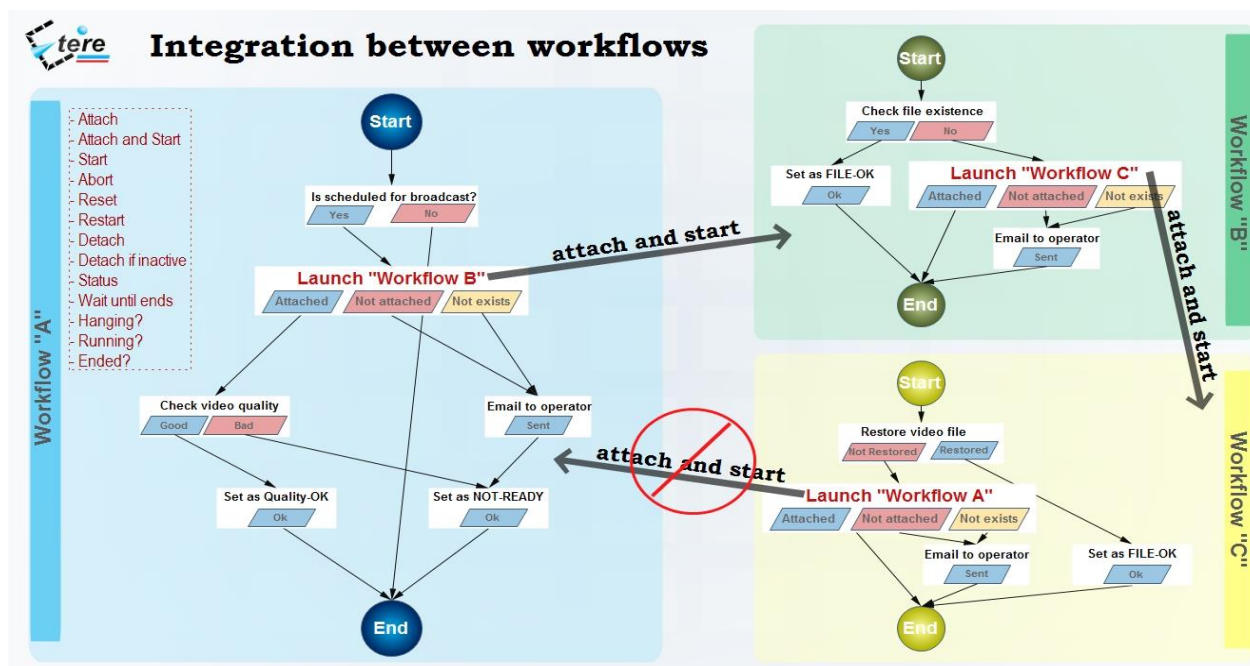 Etere
Integration between workflows
Workflow "A"
- Attach
- Attach and Start
- Start
- Abort
- Reset
- Restart
- Detach
- Detach if inactive
- Status
- Wait until ends
- Hanging?
- Running?
- Ended?
Start
Is scheduled for broadcast?
Yes
No
Launch "Workflow B"
Attached
Not attached
Not exists
Check video quality
Good
Bad
Email to operator
Sent
Set as Quality-OK
Ok
Set as NOT-READY
Ok
End
attach and start
Workflow "B"
Start
Check file existence
Yes
No
Set as FILE-OK
Ok
Launch "Workflow C"
Attached
Not attached
Not exists
Email to operator
Sent
End
attach and start
Workflow "C"
Start
Restore video file
Not Restored
Restored
Launch "Workflow A"
Attached
Not attached
Not exists
Email to operator
Sent
Set as FILE-OK
Ok
End
attach and start